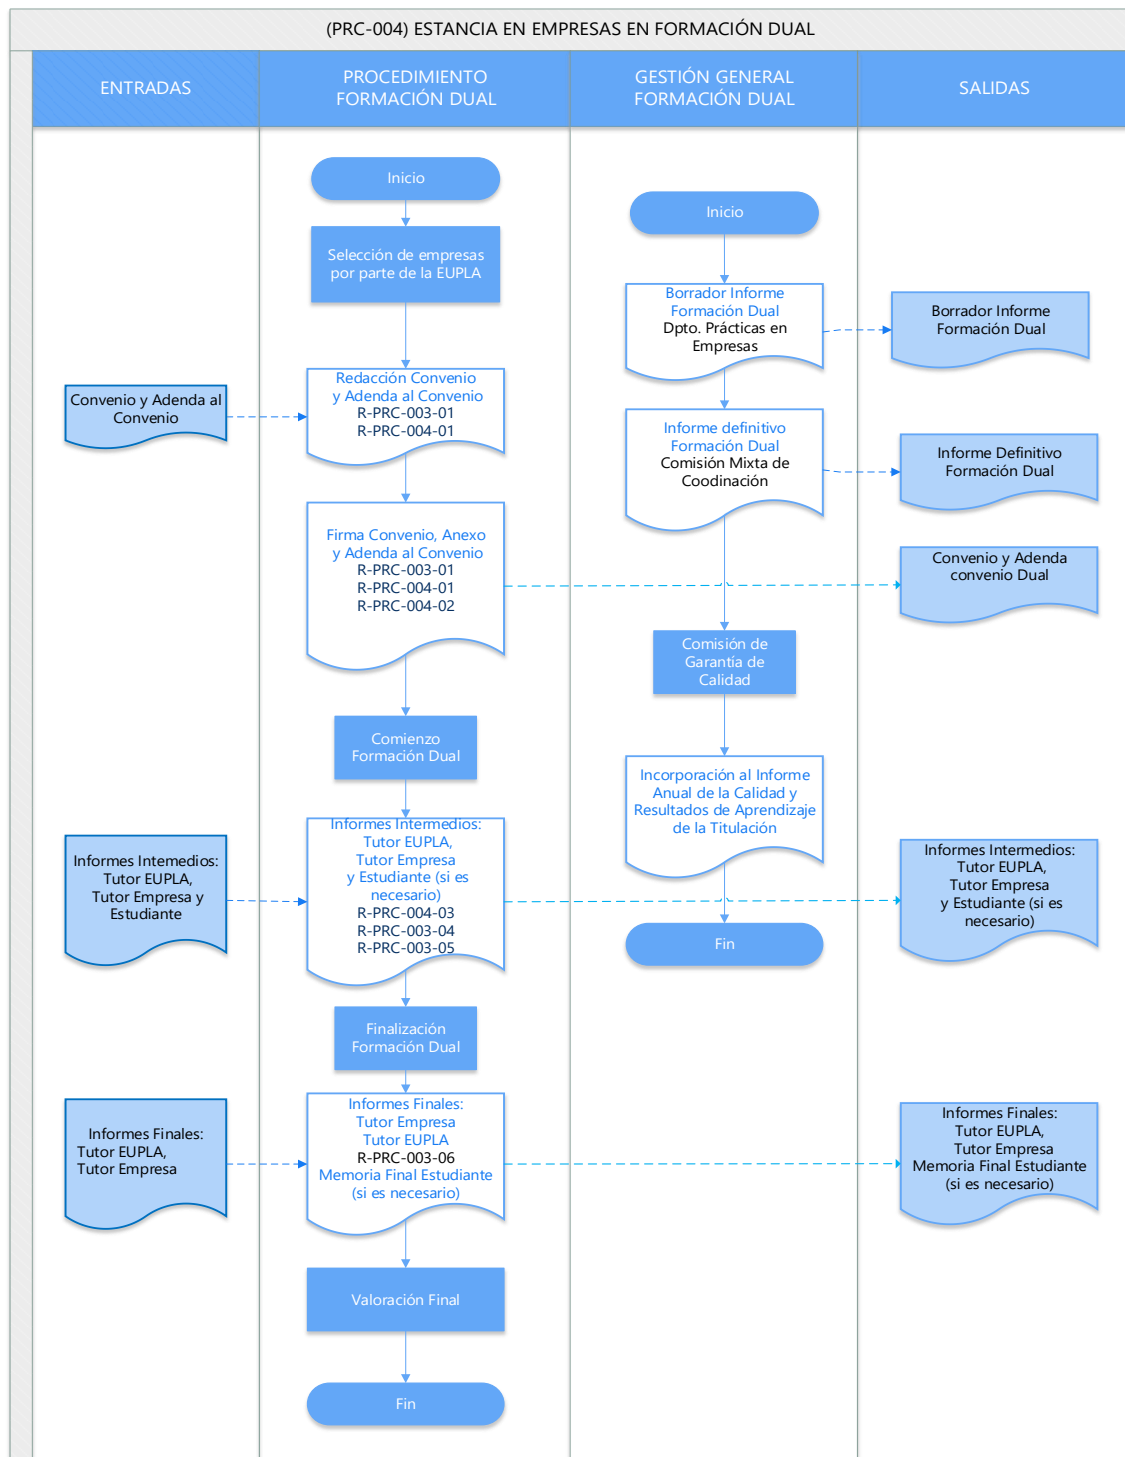 (PRC-004) ESTANCIA EN EMPRESAS EN FORMACIÓN DUAL
ENTRADAS
PROCEDIMIENTO
FORMACIÓN DUAL
GESTIÓN GENERAL
FORMACIÓN DUAL
SALIDAS
Convenio y Adenda al
Convenio
Informes Intemedios:
Tutor EUPLA,
Tutor Empresa y
Estudiante
Informes Finales:
Tutor EUPLA,
Tutor Empresa
Inicio
Selección de empresas
por parte de la EUPLA
Redacción Convenio
y Adenda al Convenio
R-PRC-003-01
R-PRC-004-01
Firma Convenio, Anexo
y Adenda al Convenio
R-PRC-003-01
R-PRC-004-01
R-PRC-004-02
Comienzo
Formación Dual
Informes Intermedios:
Tutor EUPLA,
Tutor Empresa
y Estudiante (si es
necesario)
R-PRC-004-03
R-PRC-003-04
R-PRC-003-05
Finalización
Formación Dual
Informes Finales:
Tutor Empresa
Tutor EUPLA
R-PRC-003-06
Memoria Final Estudiante
(si es necesario)
Valoración Final
Fin
Inicio
Borrador Informe
Formación Dual
Dpto. Prácticas en
Empresas
Informe definitivo
Formación Dual
Comisión Mixta de
Coodinación
Comisión de
Garantía de
Calidad
Incorporación al Informe
Anual de la Calidad y
Resultados de Aprendizaje
de la Titulación
Fin
Borrador Informe
Formación Dual
Informe Definitivo
Formación Dual
Convenio y Adenda
convenio Dual
Informes Intermedios:
Tutor EUPLA,
Tutor Empresa
y Estudiante (si es
necesario)
Informes Finales:
Tutor EUPLA,
Tutor Empresa
Memoria Final Estudiante
(si es necesario)